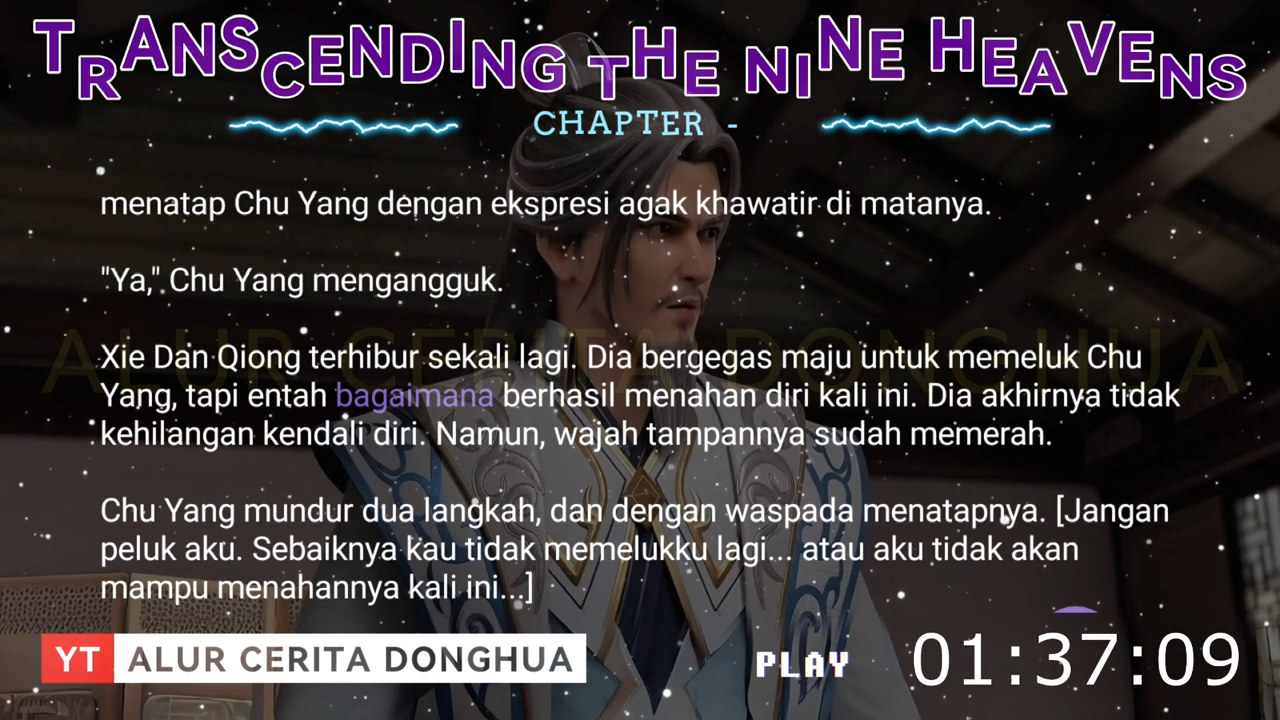 TRANSCENDING THE NINE HEAVENS
CHAPTER -
menatap Chu Yang dengan ekspresi agak khawatir di matanya.
"Ya," Chu Yang mengangguk.
ALUR CERITA DONGHUA
Xie Dan Qiong terhibur sekali lagi. Dia bergegas maju untuk memeluk Chu
Yang, tapi entah bagaimana berhasil menahan diri kali ini. Dia akhirnya tidak
kehilangan kendali diri. Namun, wajah tampannya sudah memerah.
Chu Yang mundur dua langkah, dan dengan waspada menatapnya. [Jangan
peluk aku. Sebaiknya kau tidak memelukku lagi... atau aku tidak akan
mampu menahannya kali ini...]
YT ALUR CERITA DONGHUA
PLAY 01:37:09